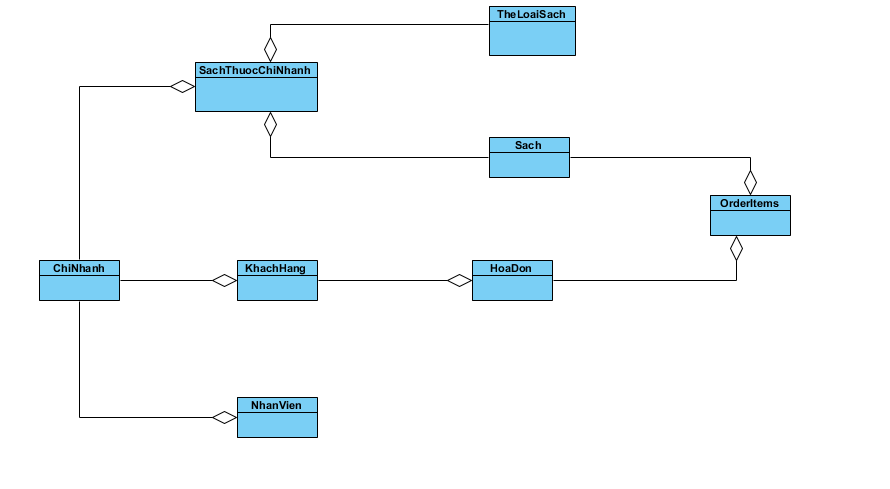 TheLoaiSach
SachThuocChiNhanh
Sach
OrderItems
ChiNhanh
KhachHang
HoaDon
NhanVien